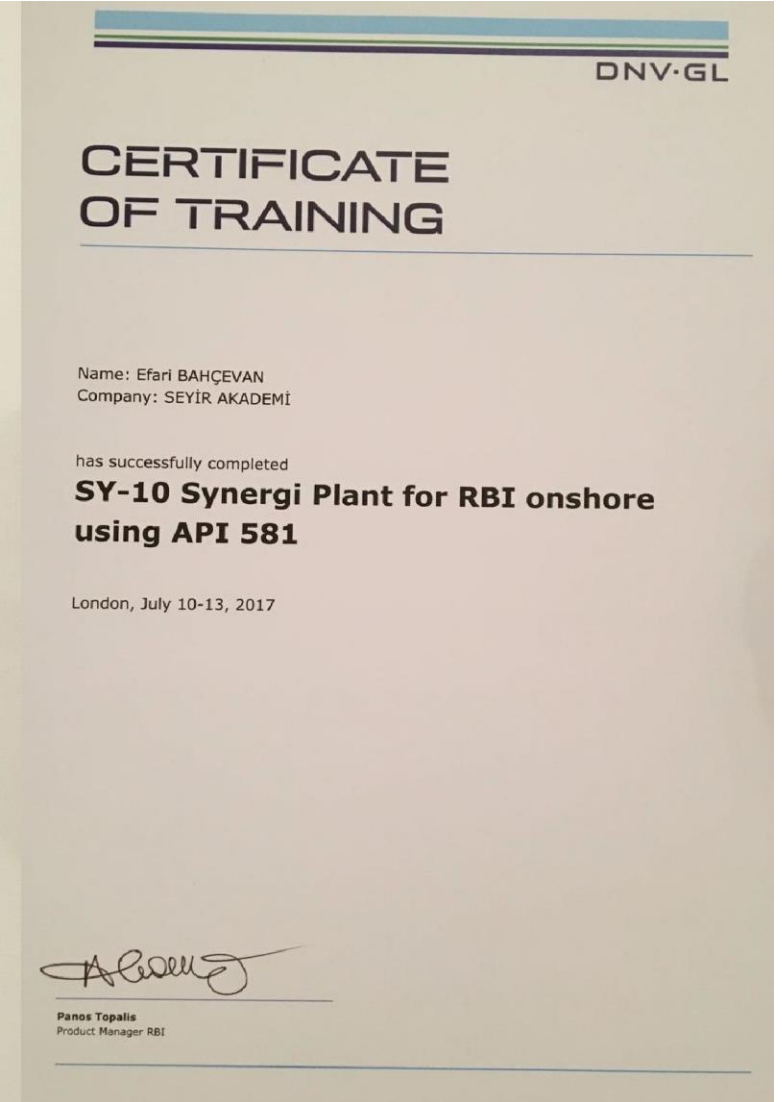 DNV·GL
CERTIFICATE
OF TRAINING
Name: Efari BAHÇEVAN
Company: SEYİR AKADEMİ
has successfully completed
SY-10 Synergi Plant for RBI onshore
using API 581
London, July 10-13, 2017
Panos Topalis
Product Manager RBI